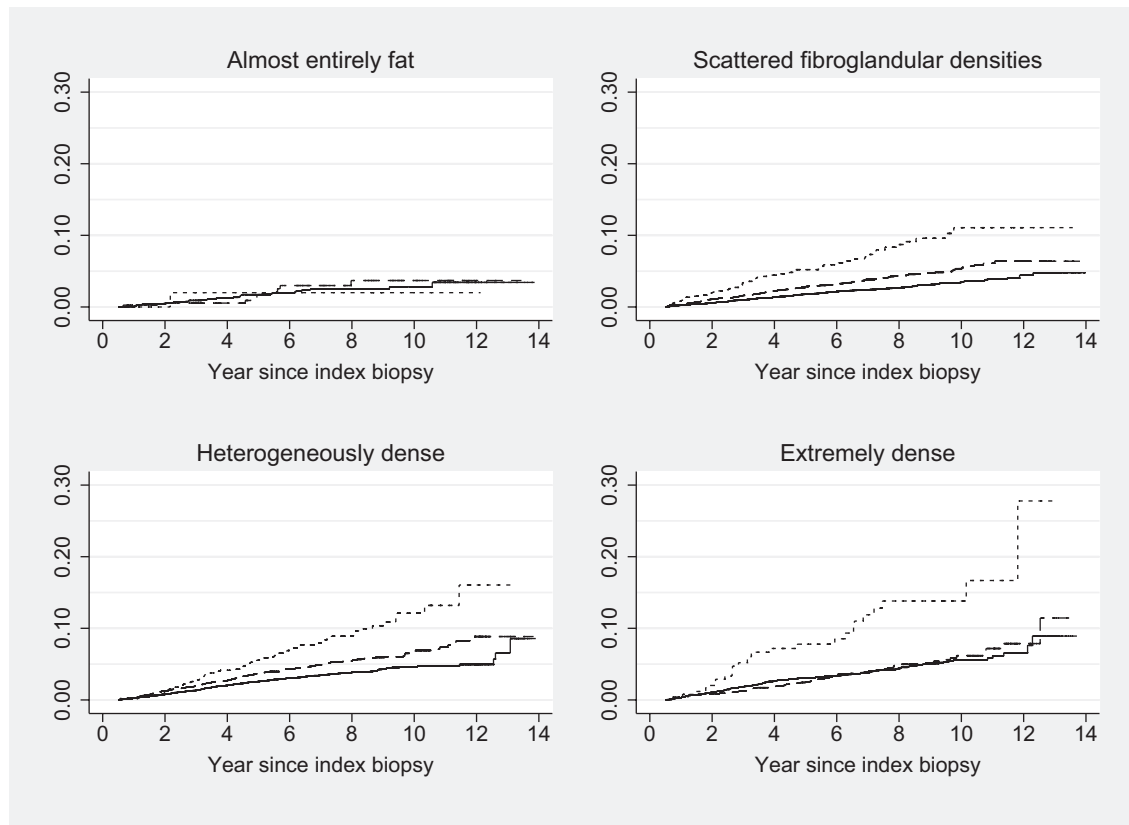 Almost entirely fat
0.30
0.20
0.10
0.00
0 2 4 6 8 10 12 14
Year since index biopsy
Scattered fibroglandular densities
0.30
0.20
0.10
0.00
0 2 4 6 8 10 12 14
Year since index biopsy
Heterogeneously dense
0.30
0.20
0.10
0.00
0 2 4 6 8 10 12 14
Year since index biopsy
Extremely dense
0.30
0.20
0.10
0.00
0 2 4 6 8 10 12 14
Year since index biopsy